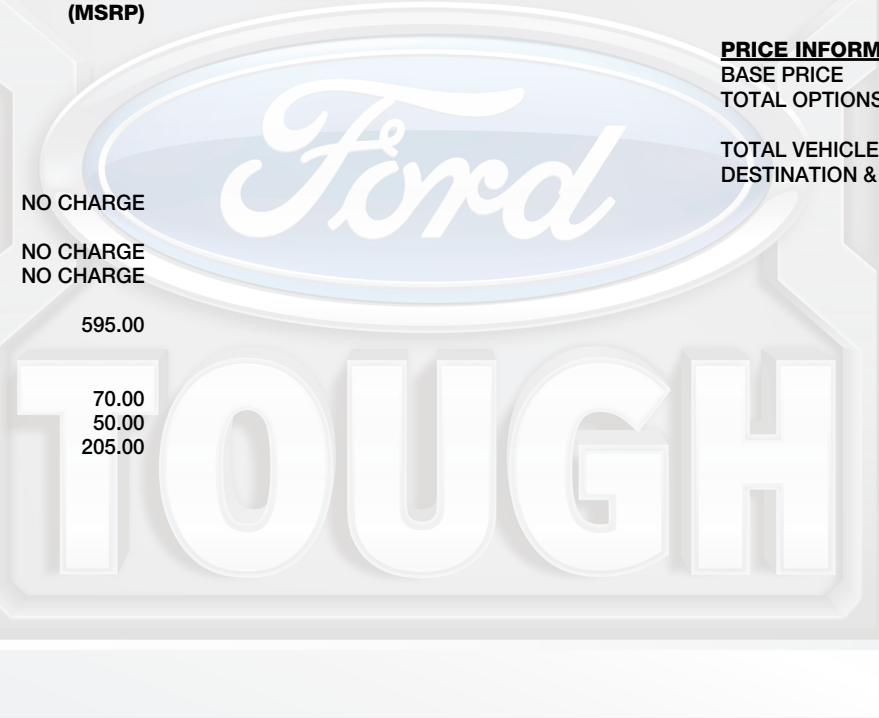 (MSRP)
NO CHARGE
NO CHARGE
NO CHARGE
595.00
70.00
50.00
205.00
PRICE INFORM
BASE PRICE
TOTAL OPTIONS
TOTAL VEHICLE
DESTINATION &
Ford
TOUGH